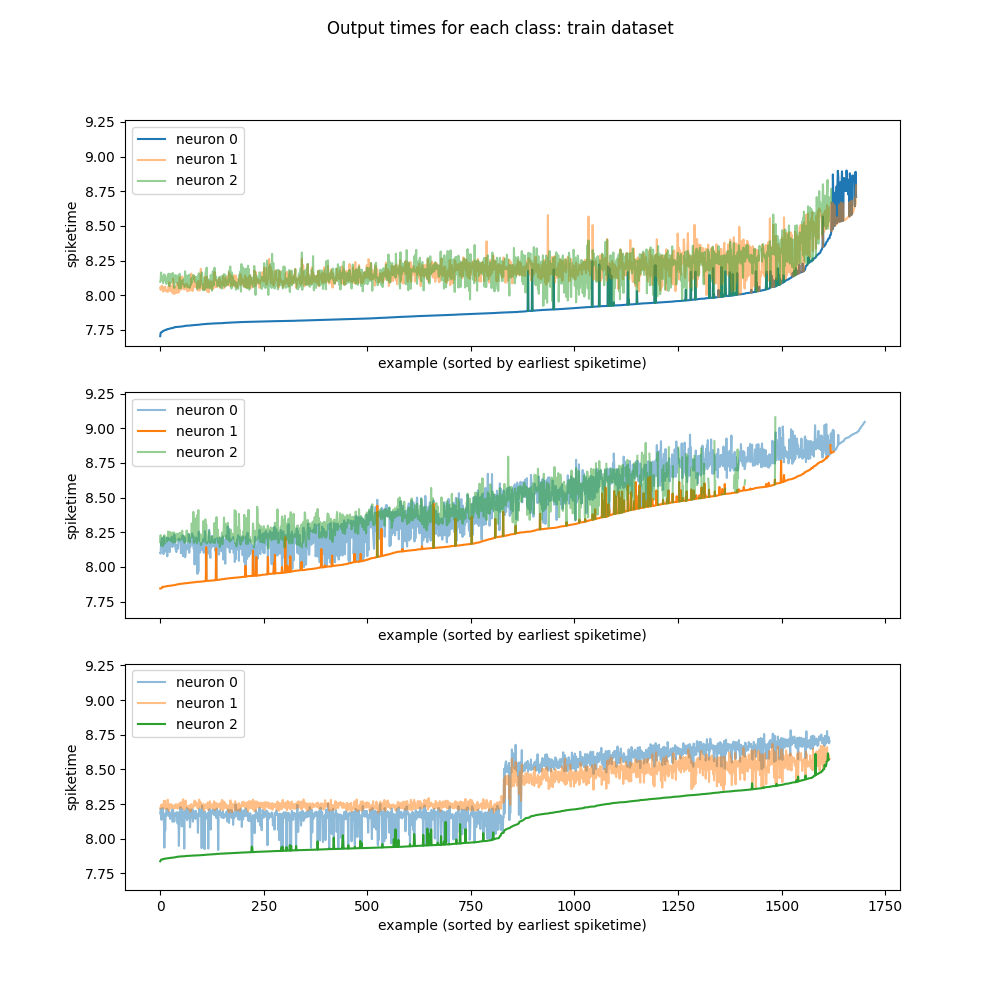 Output times for each class: train dataset
9.25
9.00
8.75
8.50
8.25
8.00
7.75
spiketime
neuron 0
neuron 1
neuron 2
example (sorted by earliest spiketime)
9.25
9.00
8.75
8.50
8.25
8.00
7.75
spiketime
neuron 0
neuron 1
neuron 2
example (sorted by earliest spiketime)
9.25
9.00
8.75
8.50
8.25
8.00
7.75
spiketime
neuron 0
neuron 1
neuron 2
0 250 500 750 1000 1250 1500 1750
example (sorted by earliest spiketime)